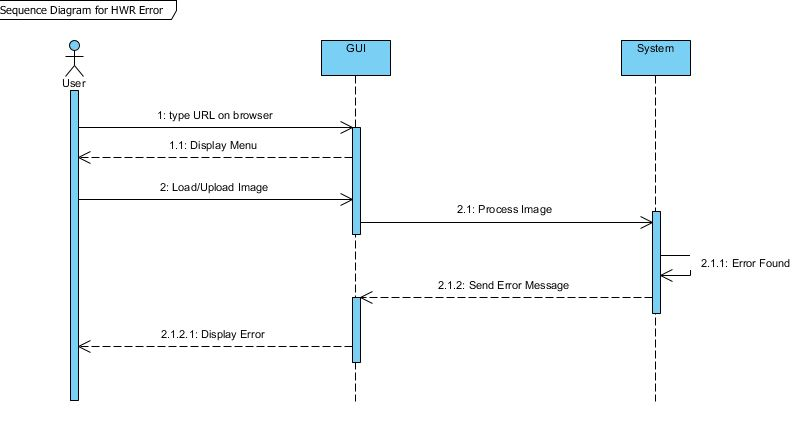 Sequence Diagram for HWR Error
GUI
System
User
1: type URL on browser
1.1: Display Menu
2: Load/Upload Image
2.1: Process Image
2.1.1: Error Found
2.1.2: Send Error Message
2.1.2.1: Display Error